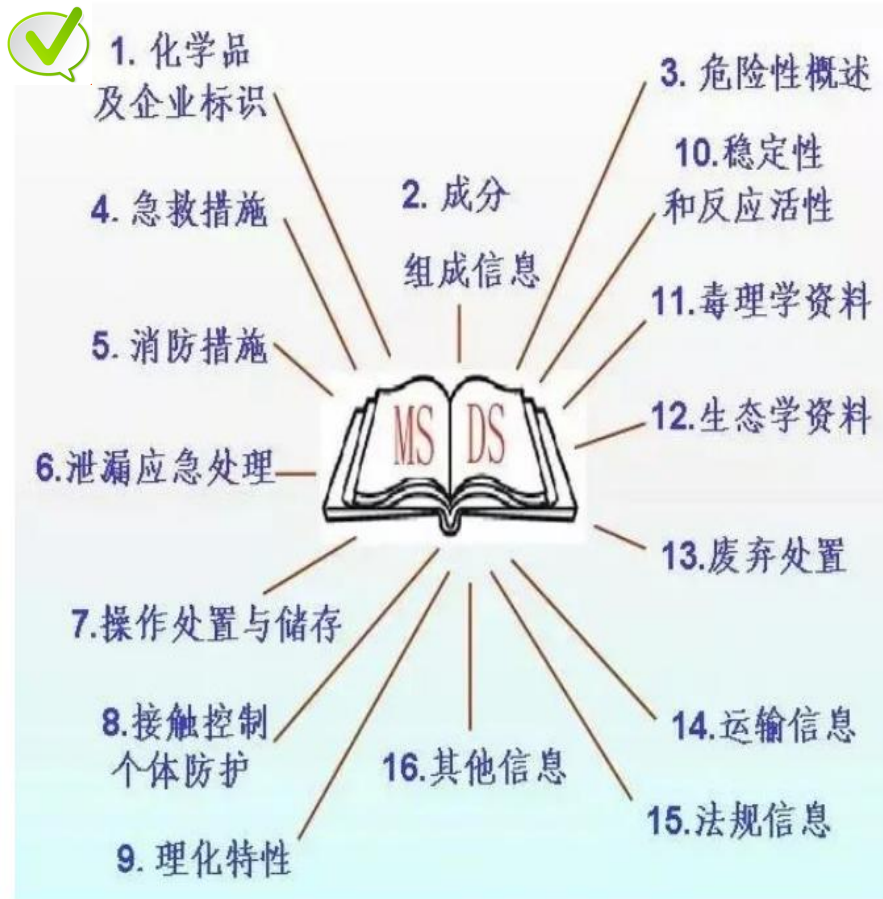 1. 化学品
及企业标识
3. 危险性概述
10.稳定性
和反应活性
4. 急救措施
2. 成分
组成信息
11.毒理学资料
5. 消防措施
12.生态学资料
MS DS
6.泄漏应急处理
13.废弃处置
7.操作处置与储存
8.接触控制
个体防护
14.运输信息
16.其他信息
15.法规信息
9. 理化特性